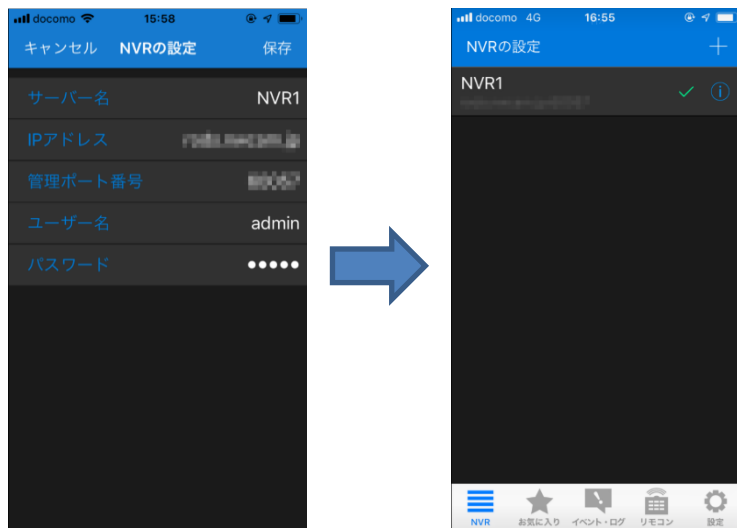 docomo 15:58
キャンセル NVRの設定 保存
サーバー名 NVR1
IPアドレス
管理ポート番号
ユーザー名 admin
パスワード •••••
docomo 4G 16:55
NVRの設定 +
NVR1
NVR お気に入り イベント・ログ リモコン 設定